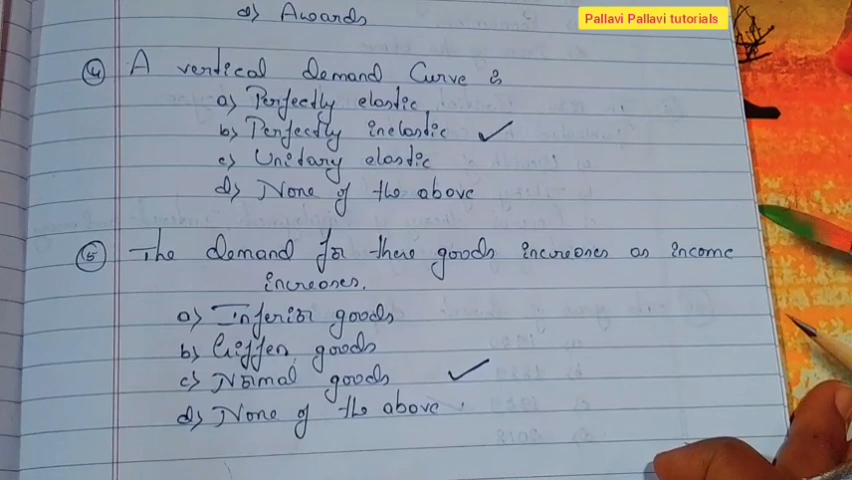 d) Awards
Pallavi Pallavi tutorials
4 A vertical demand Curve is
a) Perfectly elastic
b) Perfectly inelastic ✓
c) Unitary elastic
d) None of the above
5 The demand for there goods increases as income
increases.
a) Inferior goods
b) Giffen goods
c) Normal goods ✓
d) None of the above.